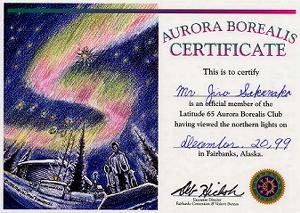 AURORA BOREALIS
CERTIFICATE
This is to certify
Mr. Jiro
is an official member of the
Latitude 65 Aurora Borealis Club
having viewed the northern lights on
December, 20, 99
in Fairbanks, Alaska.
Executive Director
Fairbanks Convention & Visitors Bureau